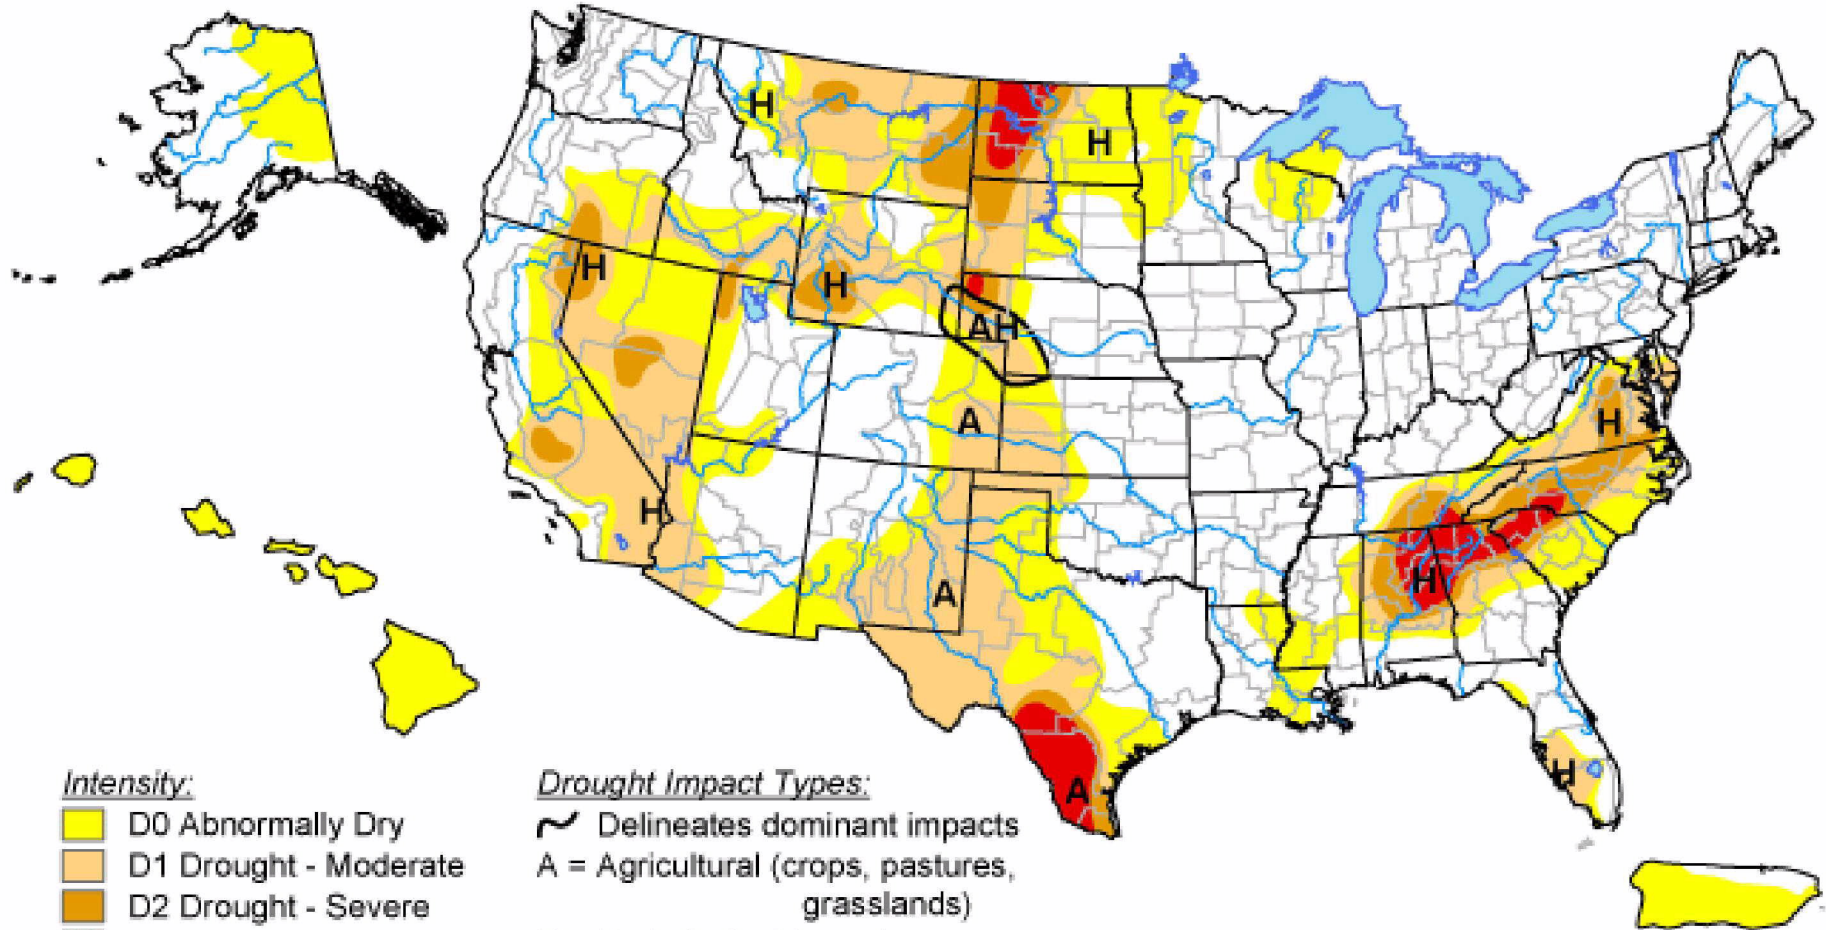 H
H
H
H
AH
A
H
H
A
H
H
A
Intensity:
D0 Abnormally Dry
D1 Drought - Moderate
D2 Drought - Severe
Drought Impact Types:
Delineates dominant impacts
A = Agricultural (crops, pastures,
grasslands)